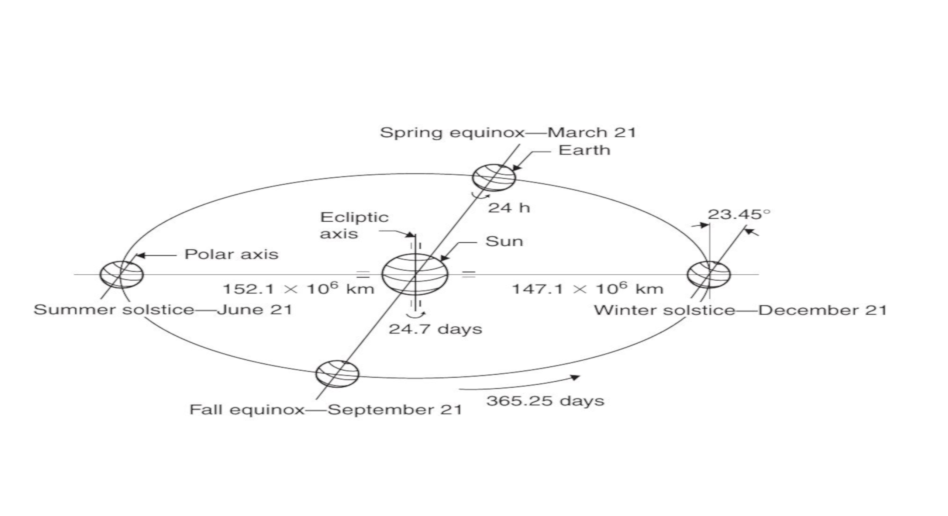 Spring equinox—March 21
Earth
24 h
23.45°
Ecliptic
axis
Sun
Polar axis
152.1 × 10⁶ km
147.1 × 10⁶ km
Summer solstice—June 21
Winter solstice—December 21
24.7 days
365.25 days
Fall equinox—September 21